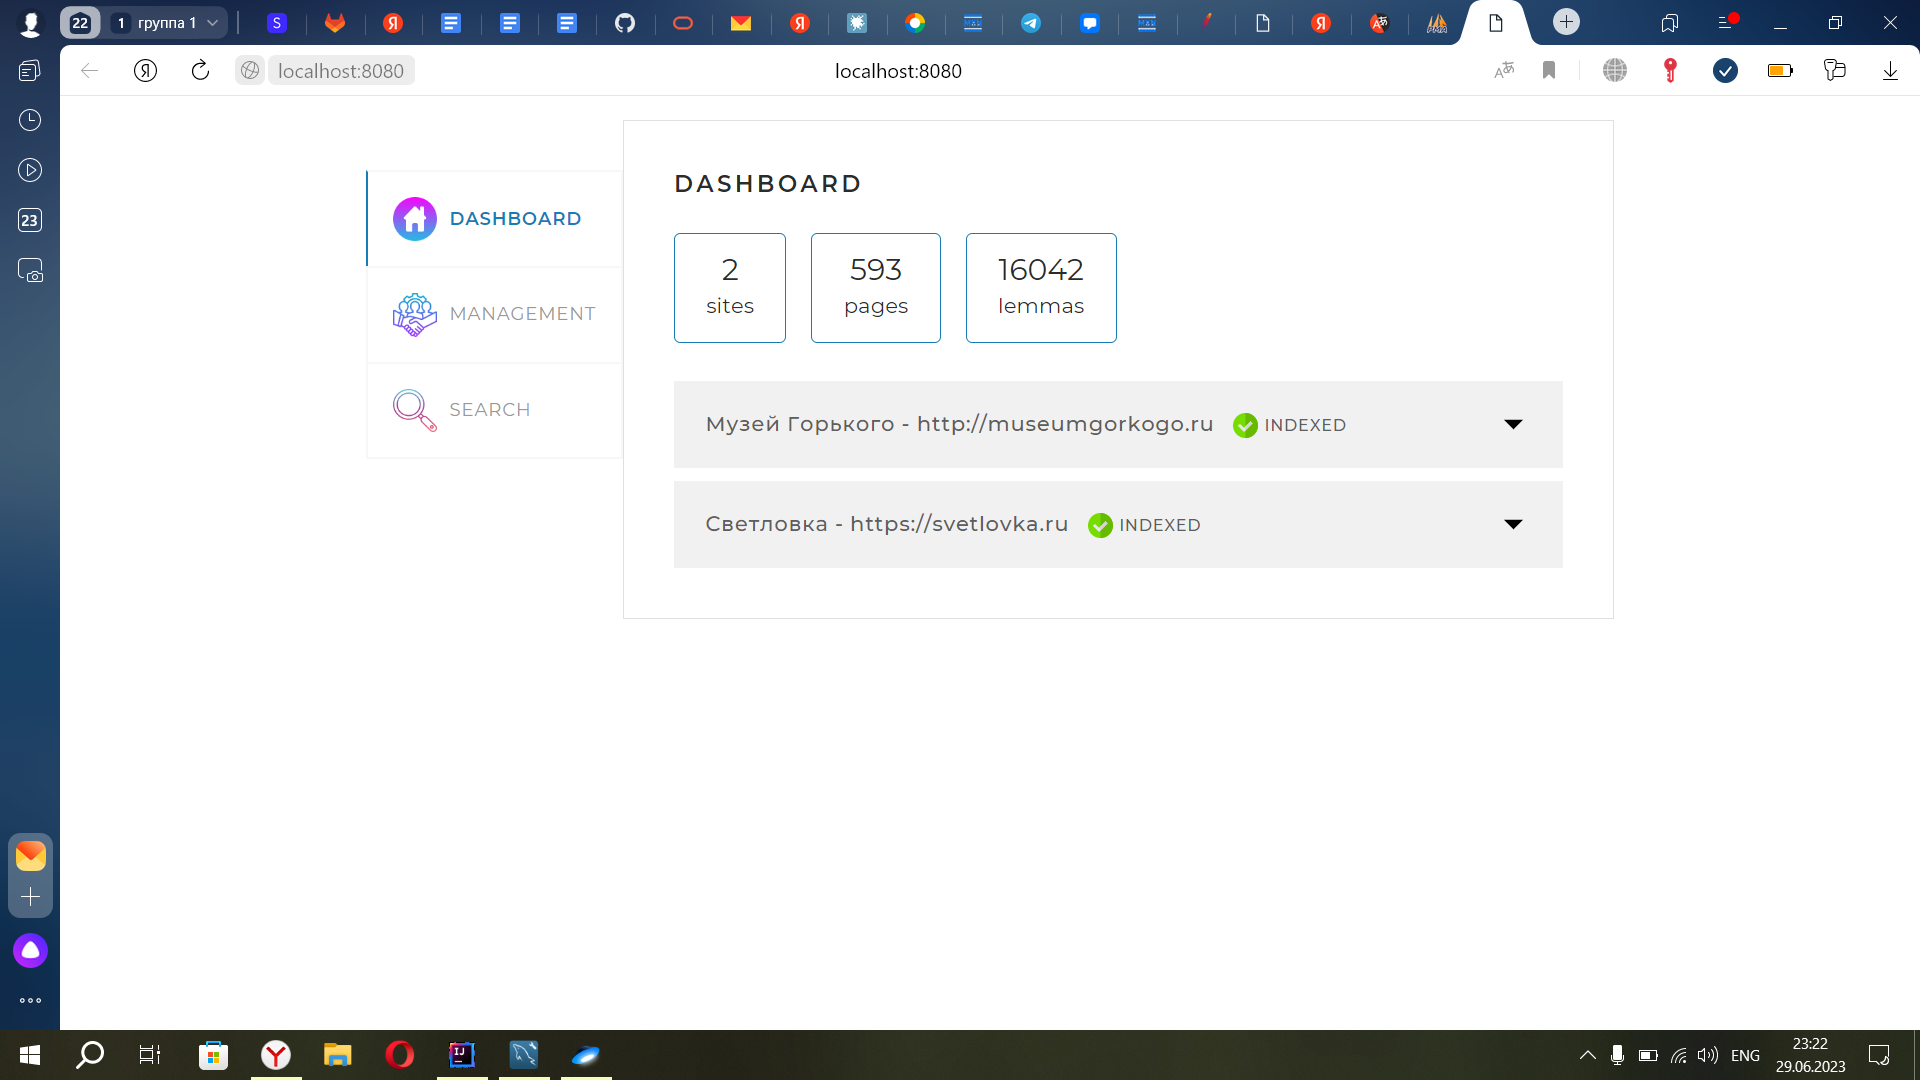 22
1 группа 1
S
localhost:8080
localhost:8080
23
DASHBOARD
MANAGEMENT
SEARCH
DASHBOARD
2
sites
593
pages
16042
lemmas
Музей Горького - http://museumgorkogo.ru INDEXED
Светловка - https://svetlovka.ru INDEXED
ENG
23:22
29.06.2023